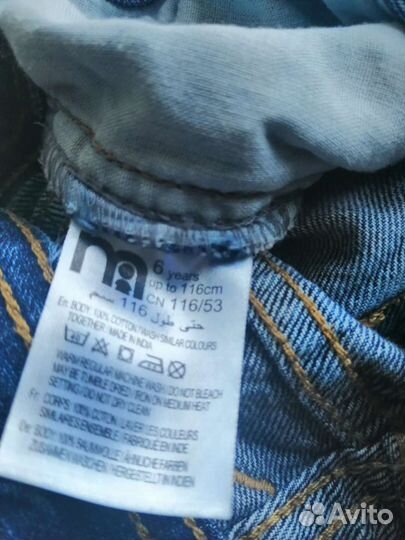 m
6 years
up to 116cm
CN 116/53
حتى طول 116 سم
En: BODY: 100% COTTON./WASH SIMILAR COLOURS
TOGETHER. MADE IN INDIA
WARM REGULAR MACHINE WASH./DO NOT BLEACH
MAY BE TUMBLE DRIED./IRON ON MEDIUM HEAT
SETTING./DO NOT DRY CLEAN
Fr: CORPS: 100% COTON./LAVER LES COULEURS
SIMILAIRES ENSEMBLE./FABRIQUE EN INDE
De: BODY: 100% BAUMWOLLE./ÄHNLICHE FARBEN
ZUSAMMEN WASCHEN./HERGESTELLT IN INDIEN
Avito